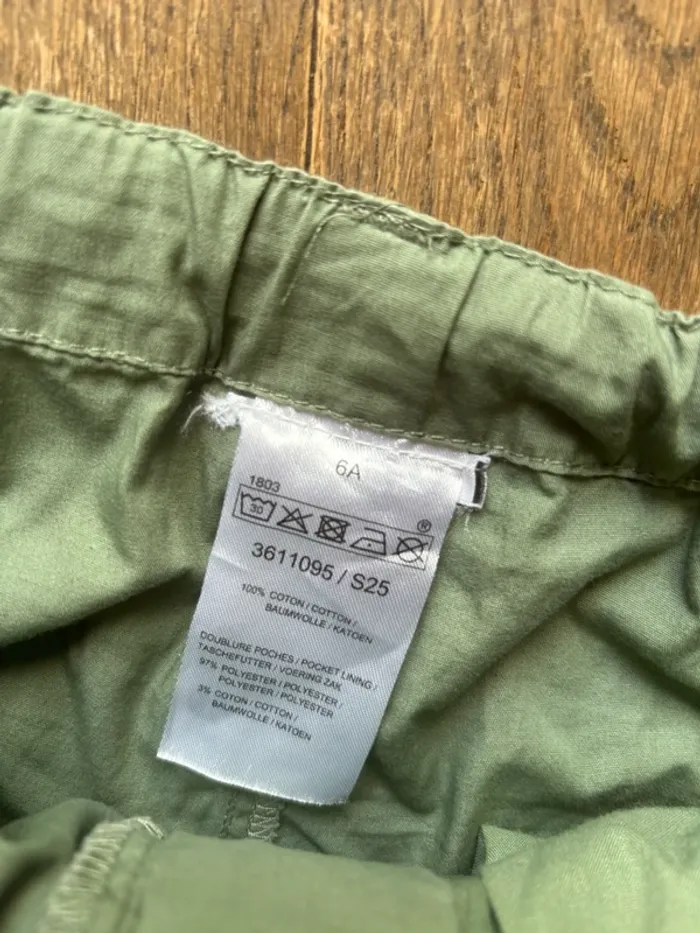 6A
1803
30
®
3611095 / S25
100% COTON / COTTON /
BAUMWOLLE / KATOEN
DOUBLURE POCHES / POCKET LINING /
TASCHEFUTTER / VOERING ZAK
97% POLYESTER / POLYESTER /
POLYESTER / POLYESTER
3% COTON / COTTON /
BAUMWOLLE / KATOEN